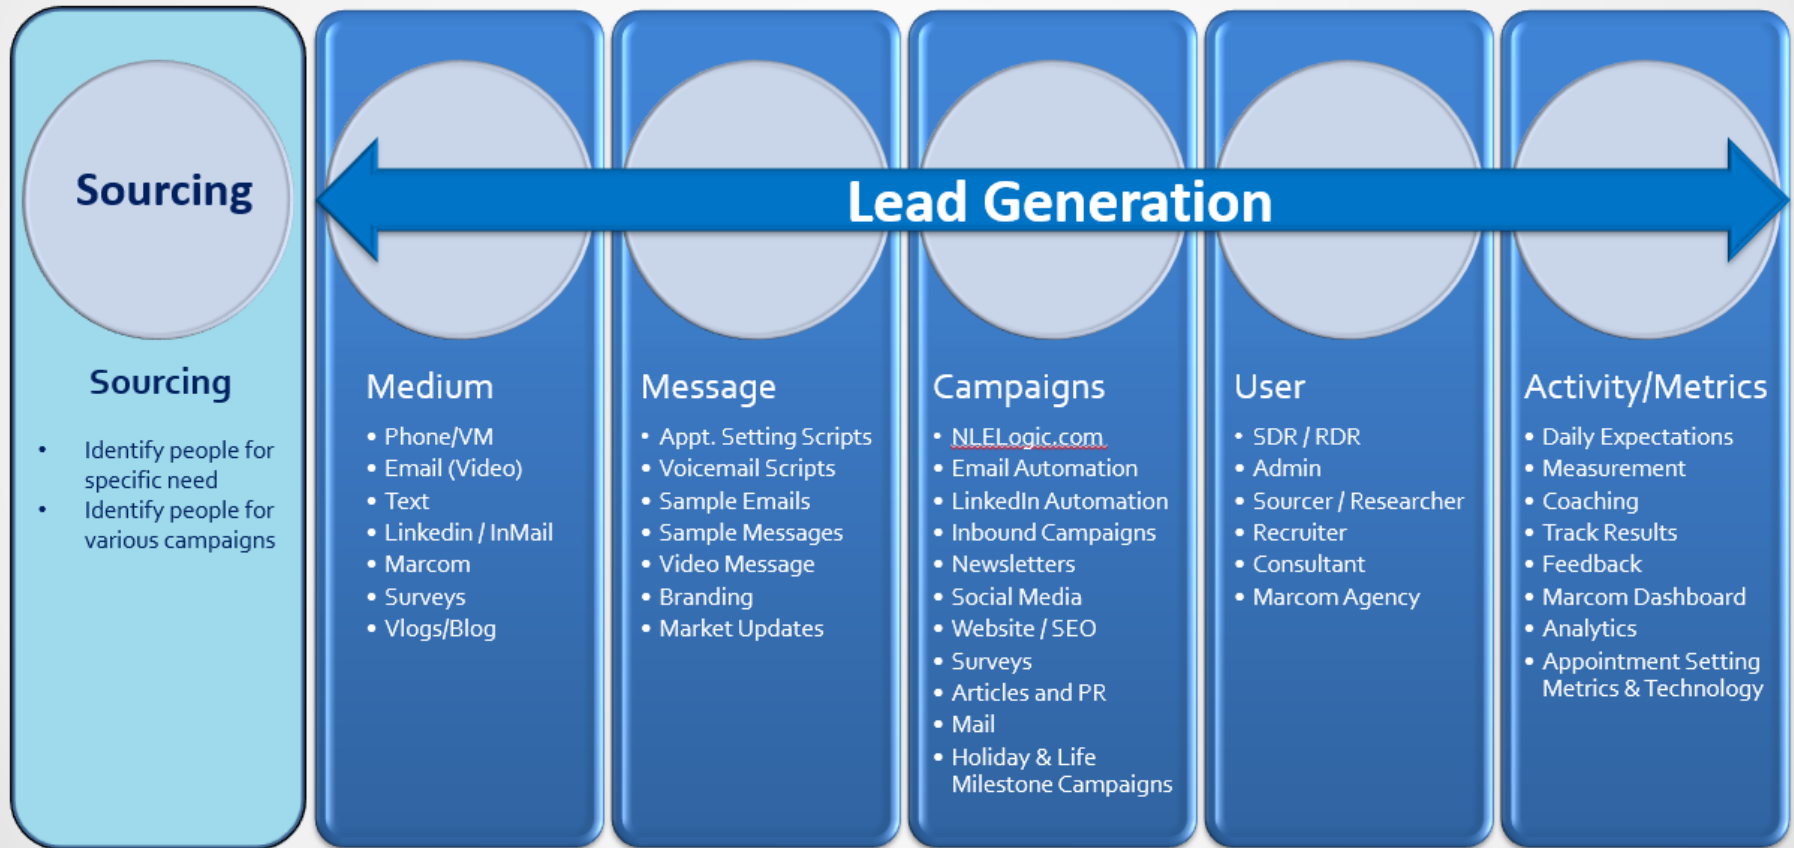 Sourcing
Lead Generation
Sourcing
• Identify people for
specific need
• Identify people for
various campaigns
Medium
• Phone/VM
• Email (Video)
• Text
• Linkedin / InMail
• Marcom
• Surveys
• Vlogs/Blog
Message
• Appt. Setting Scripts
• Voicemail Scripts
• Sample Emails
• Sample Messages
• Video Message
• Branding
• Market Updates
Campaigns
• NLELogic.com
• Email Automation
• LinkedIn Automation
• Inbound Campaigns
• Newsletters
• Social Media
• Website / SEO
• Surveys
• Articles and PR
• Mail
• Holiday & Life
Milestone Campaigns
User
• SDR / RDR
• Admin
• Sourcer / Researcher
• Recruiter
• Consultant
• Marcom Agency
Activity/Metrics
• Daily Expectations
• Measurement
• Coaching
• Track Results
• Feedback
• Marcom Dashboard
• Analytics
• Appointment Setting
Metrics & Technology